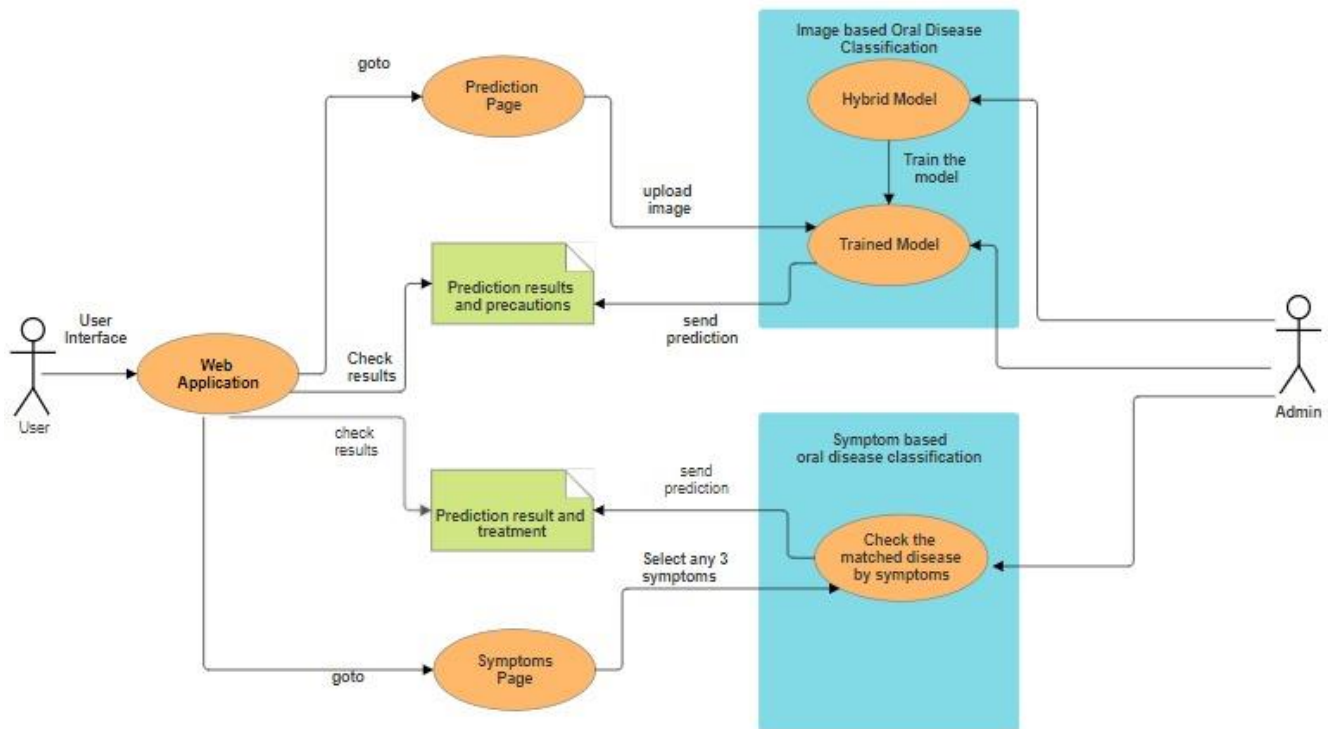 Image based Oral Disease
Classification
goto
Prediction
Page
Hybrid Model
Train the
model
upload
image
Trained Model
Prediction results
and precautions
send
prediction
User
Interface
Web
Application
Check
results
User
Admin
check
results
Symptom based
oral disease classification
send
prediction
Prediction result and
treatment
Check the
matched disease
by symptoms
Select any 3
symptoms
Symptoms
Page
goto